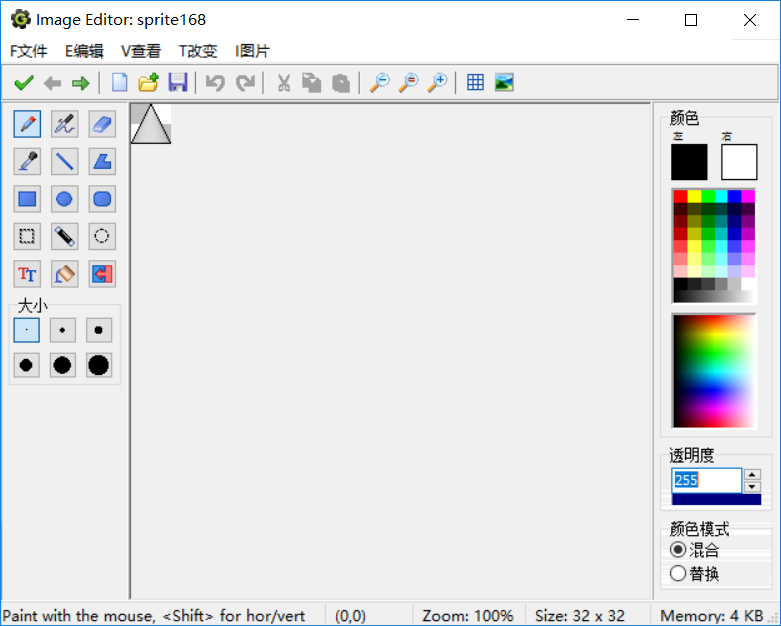 Image Editor: sprite168
F文件 E编辑 V查看 T改变 I图片
颜色
左 右
TT
大小
透明度
255
颜色模式
混合
替换
Paint with the mouse, <Shift> for hor/vert (0,0) Zoom: 100% Size: 32 x 32 Memory: 4 KB